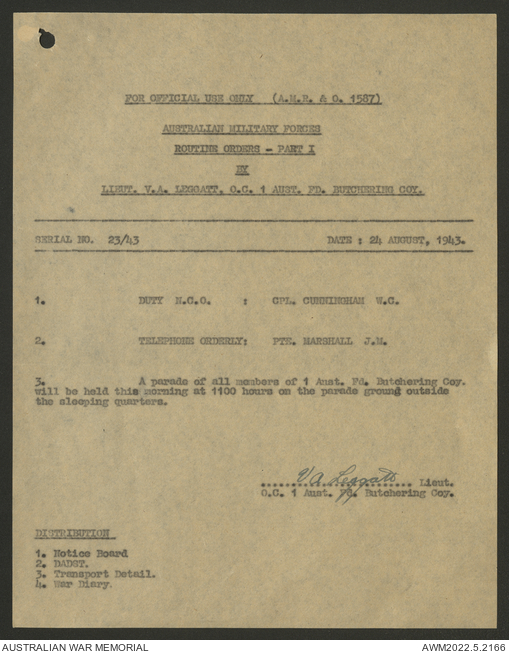 FOR OFFICIAL USE ONLY (A.M.R. & O. 1587)
AUSTRALIAN MILITARY FORCES
ROUTINE ORDERS - PART I
BY
LIEUT. V.A. LEGGATT. O.C. 1 AUST. FD. BUTCHERING COY.
SERIAL NO. 23/43 DATE : 24 AUGUST, 1943.
1. DUTY N.C.O. : CPL. CUNNINGHAM W.C.
2. TELEPHONE ORDERLY: PTE. MARSHALL J.M.
3. A parade of all members of 1 Aust. Fd. Butchering Coy.
will be held this morning at 1100 hours on the parade ground outside
the sleeping quarters.
V A Leggatt Lieut.
O.C. 1 Aust. Fd. Butchering Coy.
DISTRIBUTION
1. Notice Board
2. DADST.
3. Transport Detail.
4. War Diary.
AUSTRALIAN WAR MEMORIAL AWM2022.5.2166